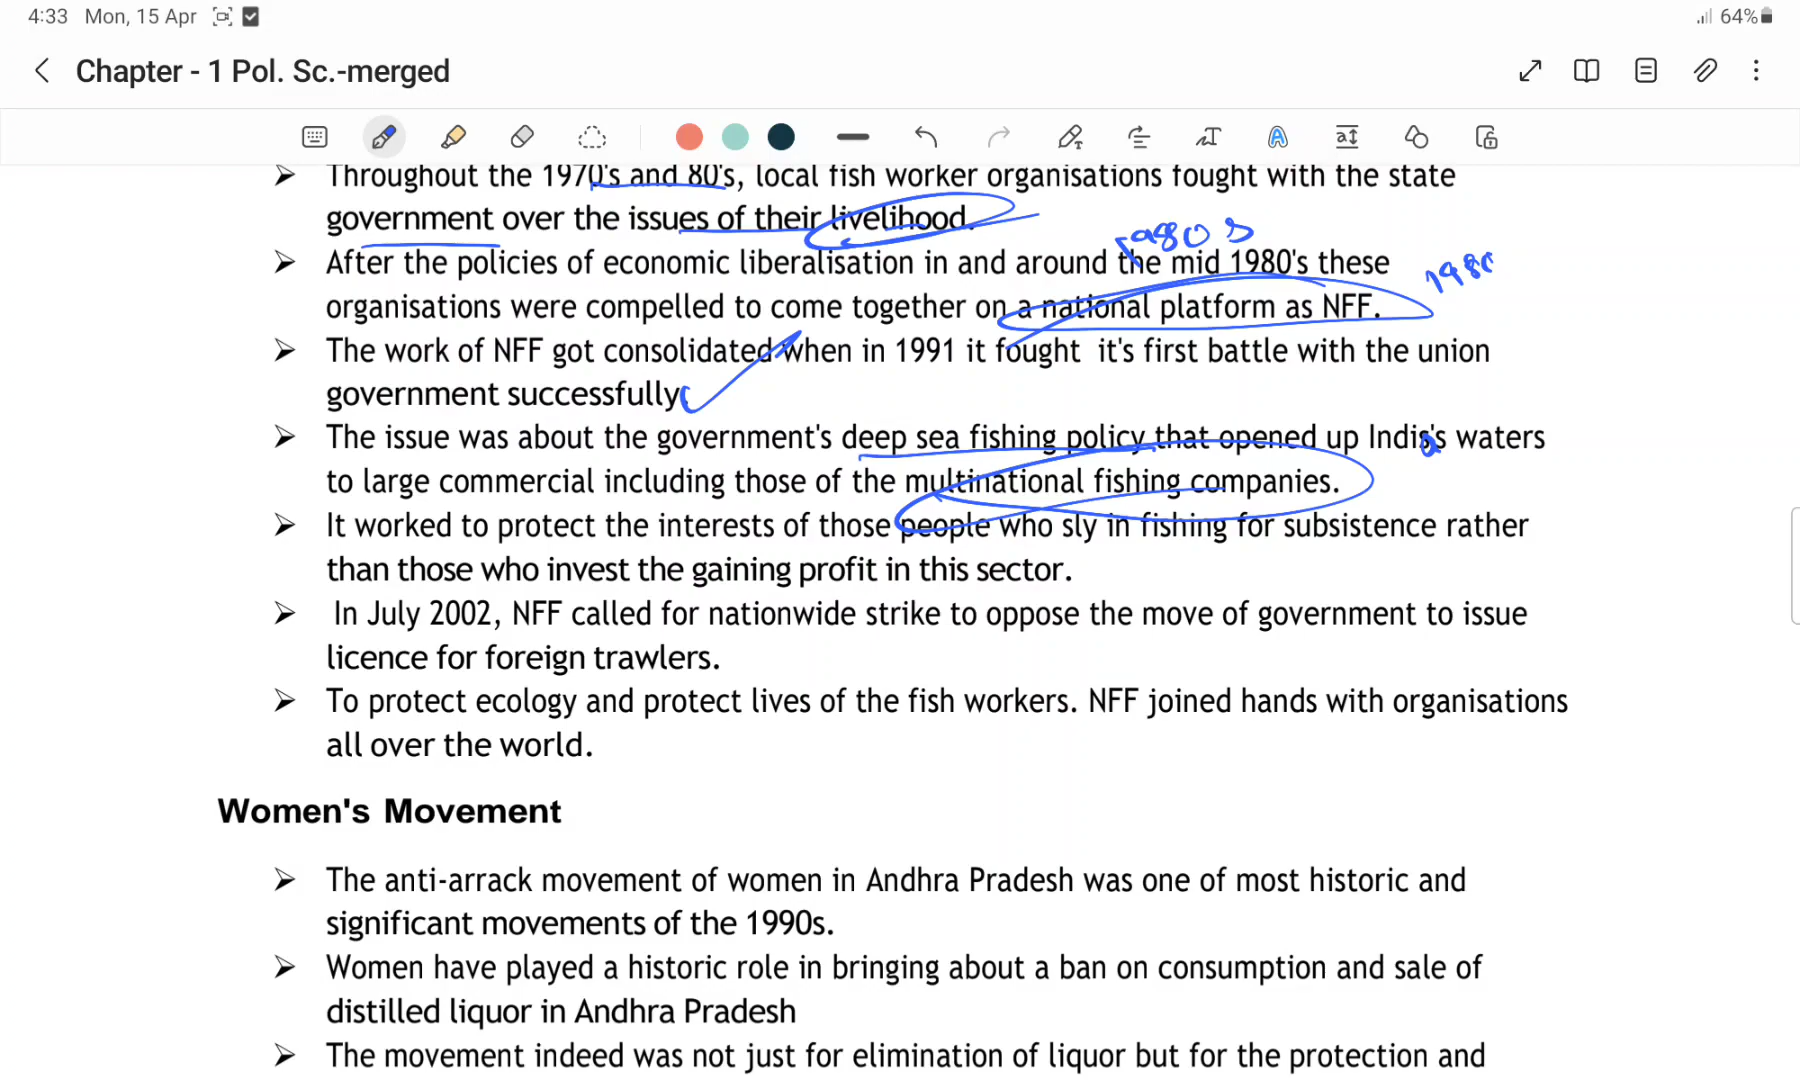 4:33 Mon, 15 Apr 64%
Chapter - 1 Pol. Sc.-merged
Throughout the 1970's and 80's, local fish worker organisations fought with the state
government over the issues of their livelihood.
1980 s
After the policies of economic liberalisation in and around the mid 1980's these
198
organisations were compelled to come together on a national platform as NFF.
The work of NFF got consolidated when in 1991 it fought it's first battle with the union
government successfully.
The issue was about the government's deep sea fishing policy that opened up India's waters
to large commercial including those of the multinational fishing companies.
It worked to protect the interests of those people who sly in fishing for subsistence rather
than those who invest the gaining profit in this sector.
In July 2002, NFF called for nationwide strike to oppose the move of government to issue
licence for foreign trawlers.
To protect ecology and protect lives of the fish workers. NFF joined hands with organisations
all over the world.
Women's Movement
The anti-arrack movement of women in Andhra Pradesh was one of most historic and
significant movements of the 1990s.
Women have played a historic role in bringing about a ban on consumption and sale of
distilled liquor in Andhra Pradesh
The movement indeed was not just for elimination of liquor but for the protection and